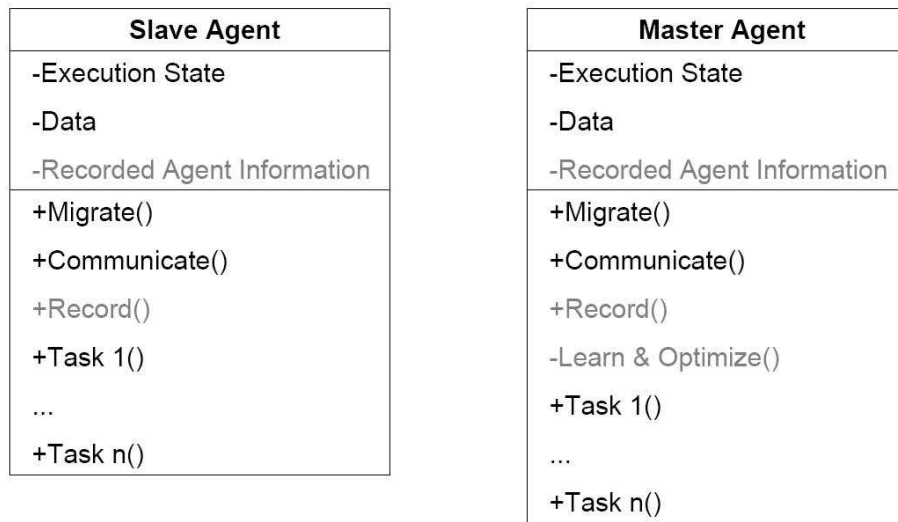 Slave Agent
-Execution State
-Data
-Recorded Agent Information
+Migrate()
+Communicate()
+Record()
+Task 1()
...
+Task n()
Master Agent
-Execution State
-Data
-Recorded Agent Information
+Migrate()
+Communicate()
+Record()
-Learn & Optimize()
+Task 1()
...
+Task n()